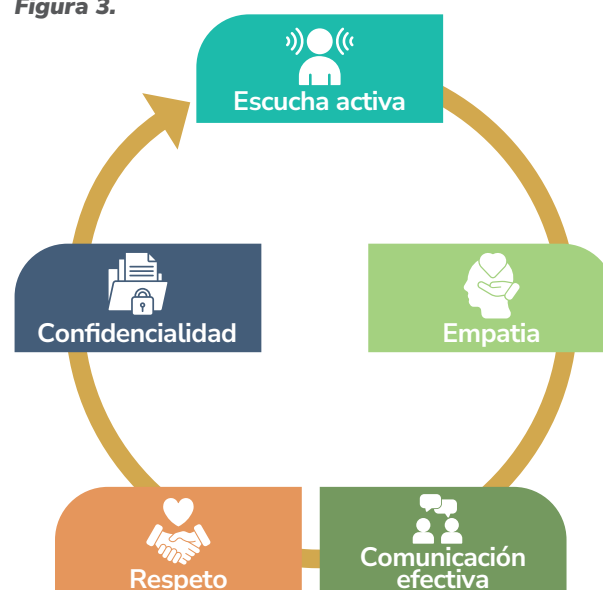 Figura 3.
Escucha activa
Confidencialidad
Empatia
Respeto
Comunicación
efectiva